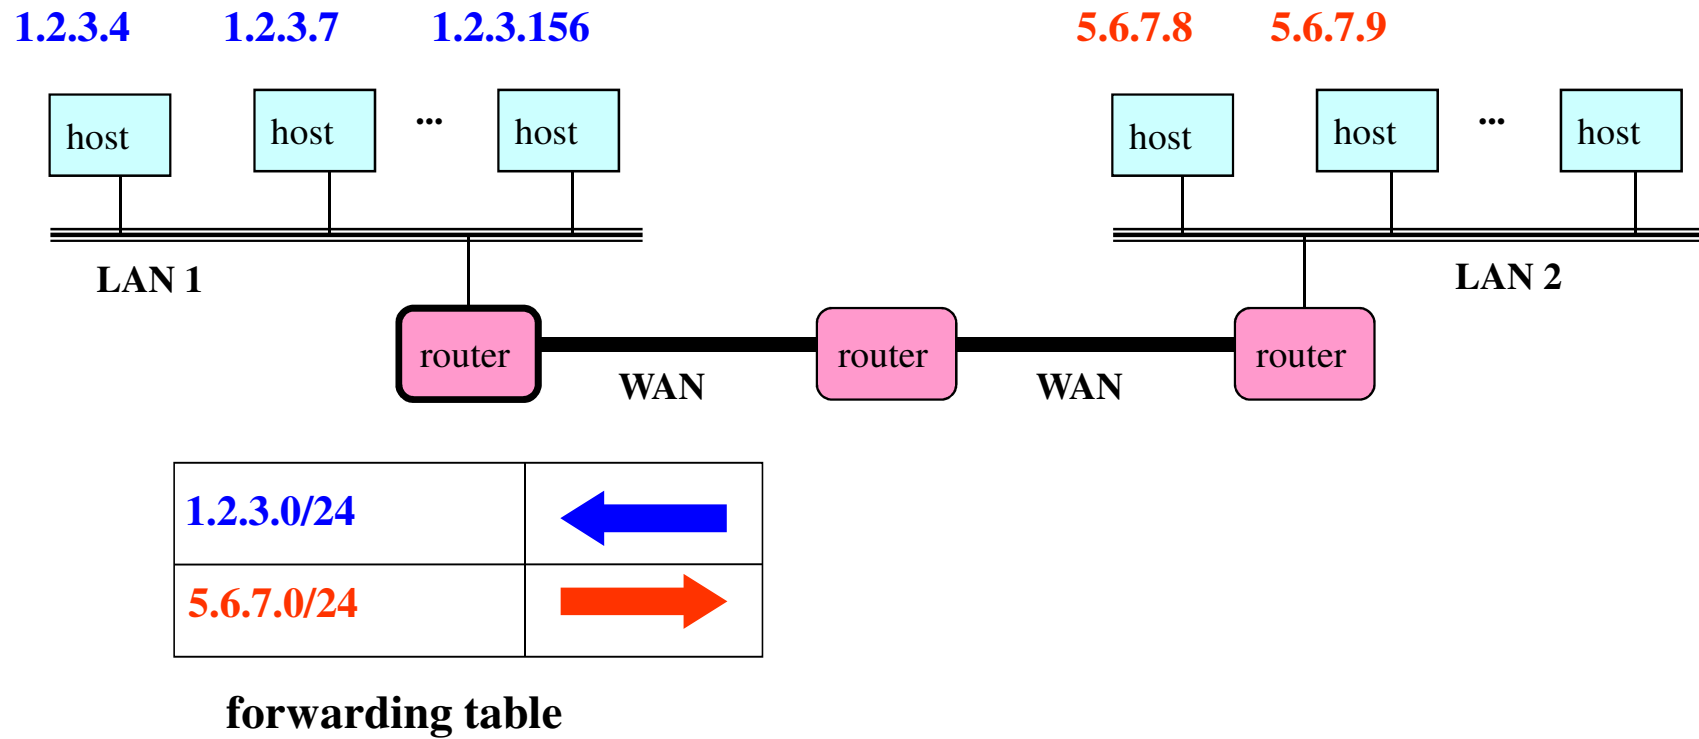 1.2.3.4 1.2.3.7 1.2.3.156 5.6.7.8 5.6.7.9
host host ... host host host ... host
LAN 1 LAN 2
router router router
WAN WAN
1.2.3.0/24
5.6.7.0/24
forwarding table